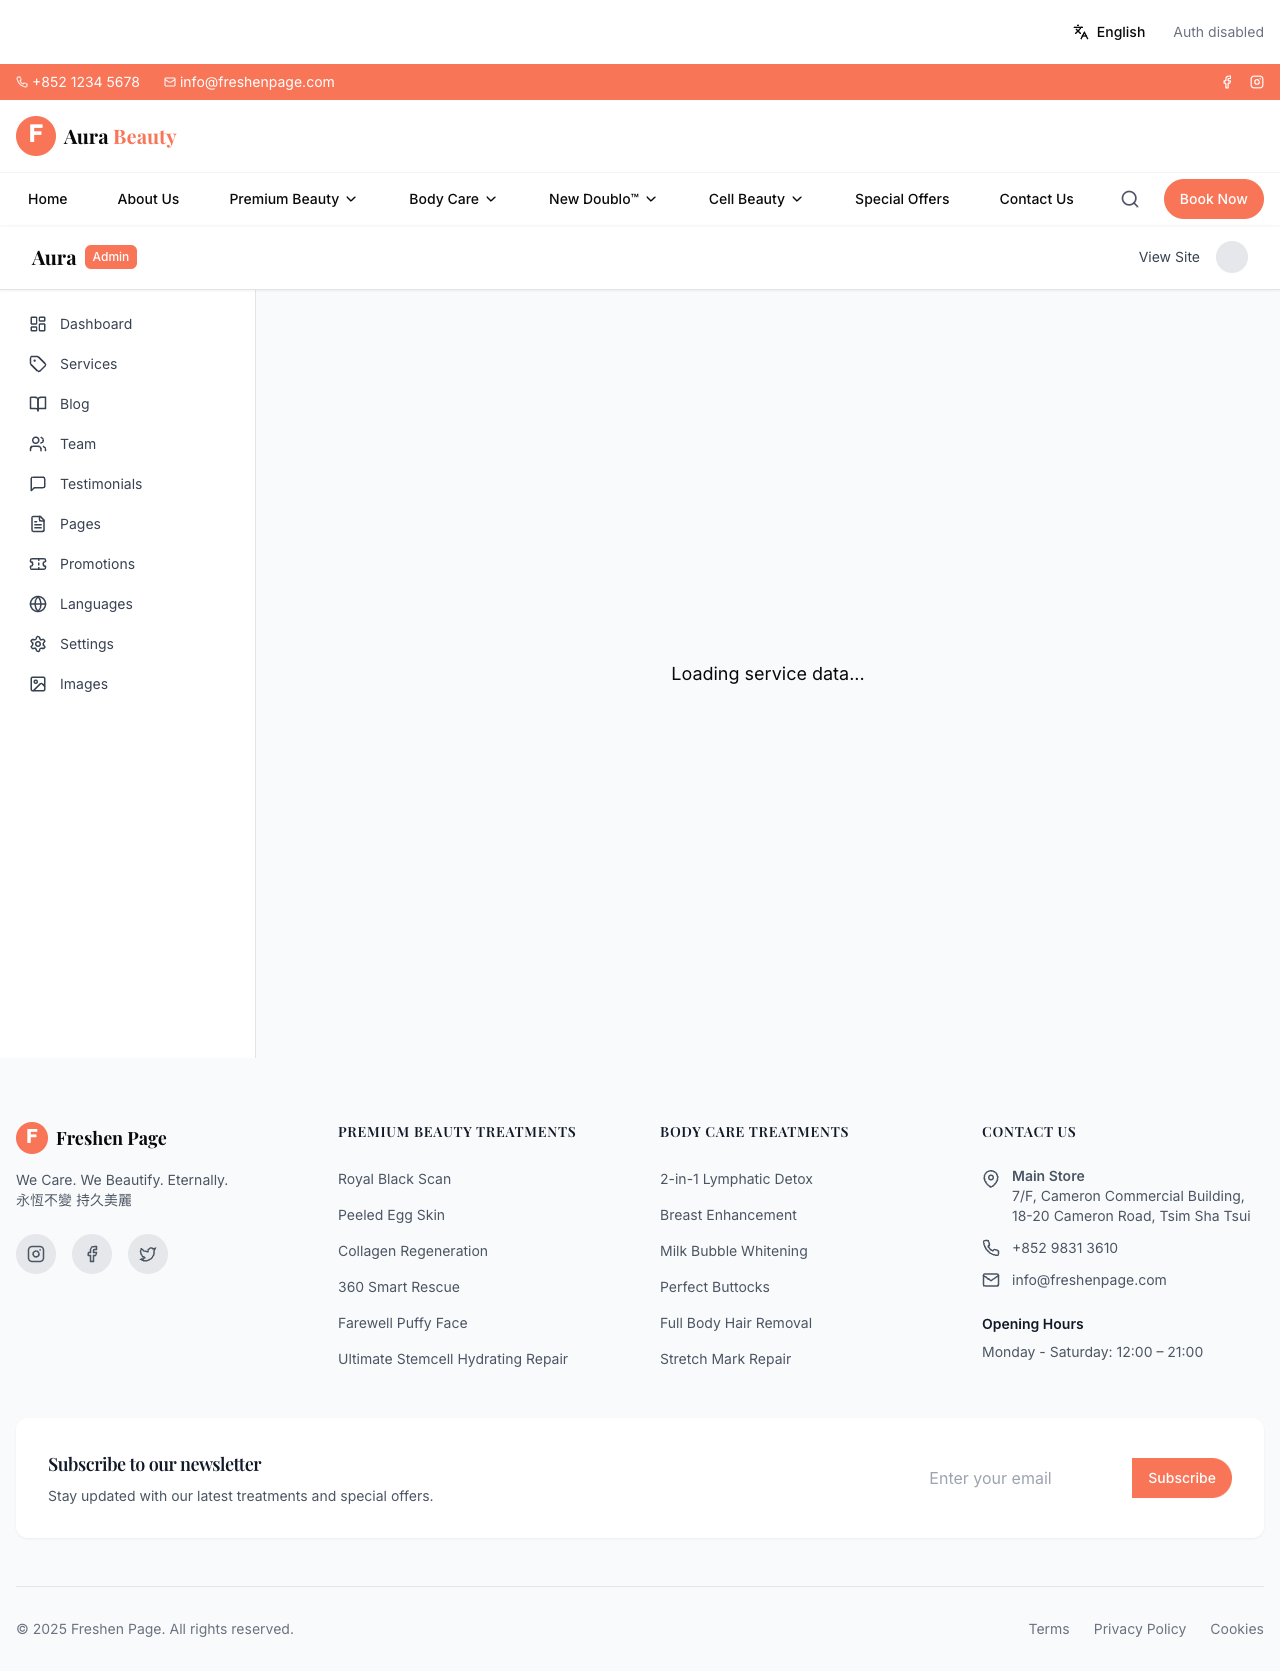 English
Auth disabled
+852 1234 5678
info@freshenpage.com
F
Aura Beauty
Home
About Us
Premium Beauty
Body Care
New Doublo™
Cell Beauty
Special Offers
Contact Us
Book Now
Aura
Admin
View Site
Dashboard
Services
Blog
Team
Testimonials
Pages
Promotions
Languages
Settings
Images
Loading service data...
F
Freshen Page
We Care. We Beautify. Eternally.
永恆不變 持久美麗
PREMIUM BEAUTY TREATMENTS
Royal Black Scan
Peeled Egg Skin
Collagen Regeneration
360 Smart Rescue
Farewell Puffy Face
Ultimate Stemcell Hydrating Repair
BODY CARE TREATMENTS
2-in-1 Lymphatic Detox
Breast Enhancement
Milk Bubble Whitening
Perfect Buttocks
Full Body Hair Removal
Stretch Mark Repair
CONTACT US
Main Store
7/F, Cameron Commercial Building,
18-20 Cameron Road, Tsim Sha Tsui
+852 9831 3610
info@freshenpage.com
Opening Hours
Monday - Saturday: 12:00 – 21:00
Subscribe to our newsletter
Stay updated with our latest treatments and special offers.
Enter your email
Subscribe
© 2025 Freshen Page. All rights reserved.
Terms
Privacy Policy
Cookies